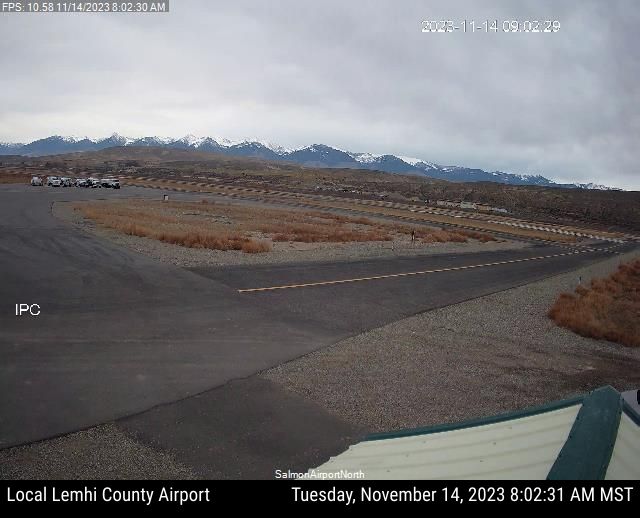 FPS: 10.58 11/14/2023 8:02:30 AM
2023-11-14 09:02:29
IPC
SalmonAirportNorth
Local Lemhi County Airport Tuesday, November 14, 2023 8:02:31 AM MST